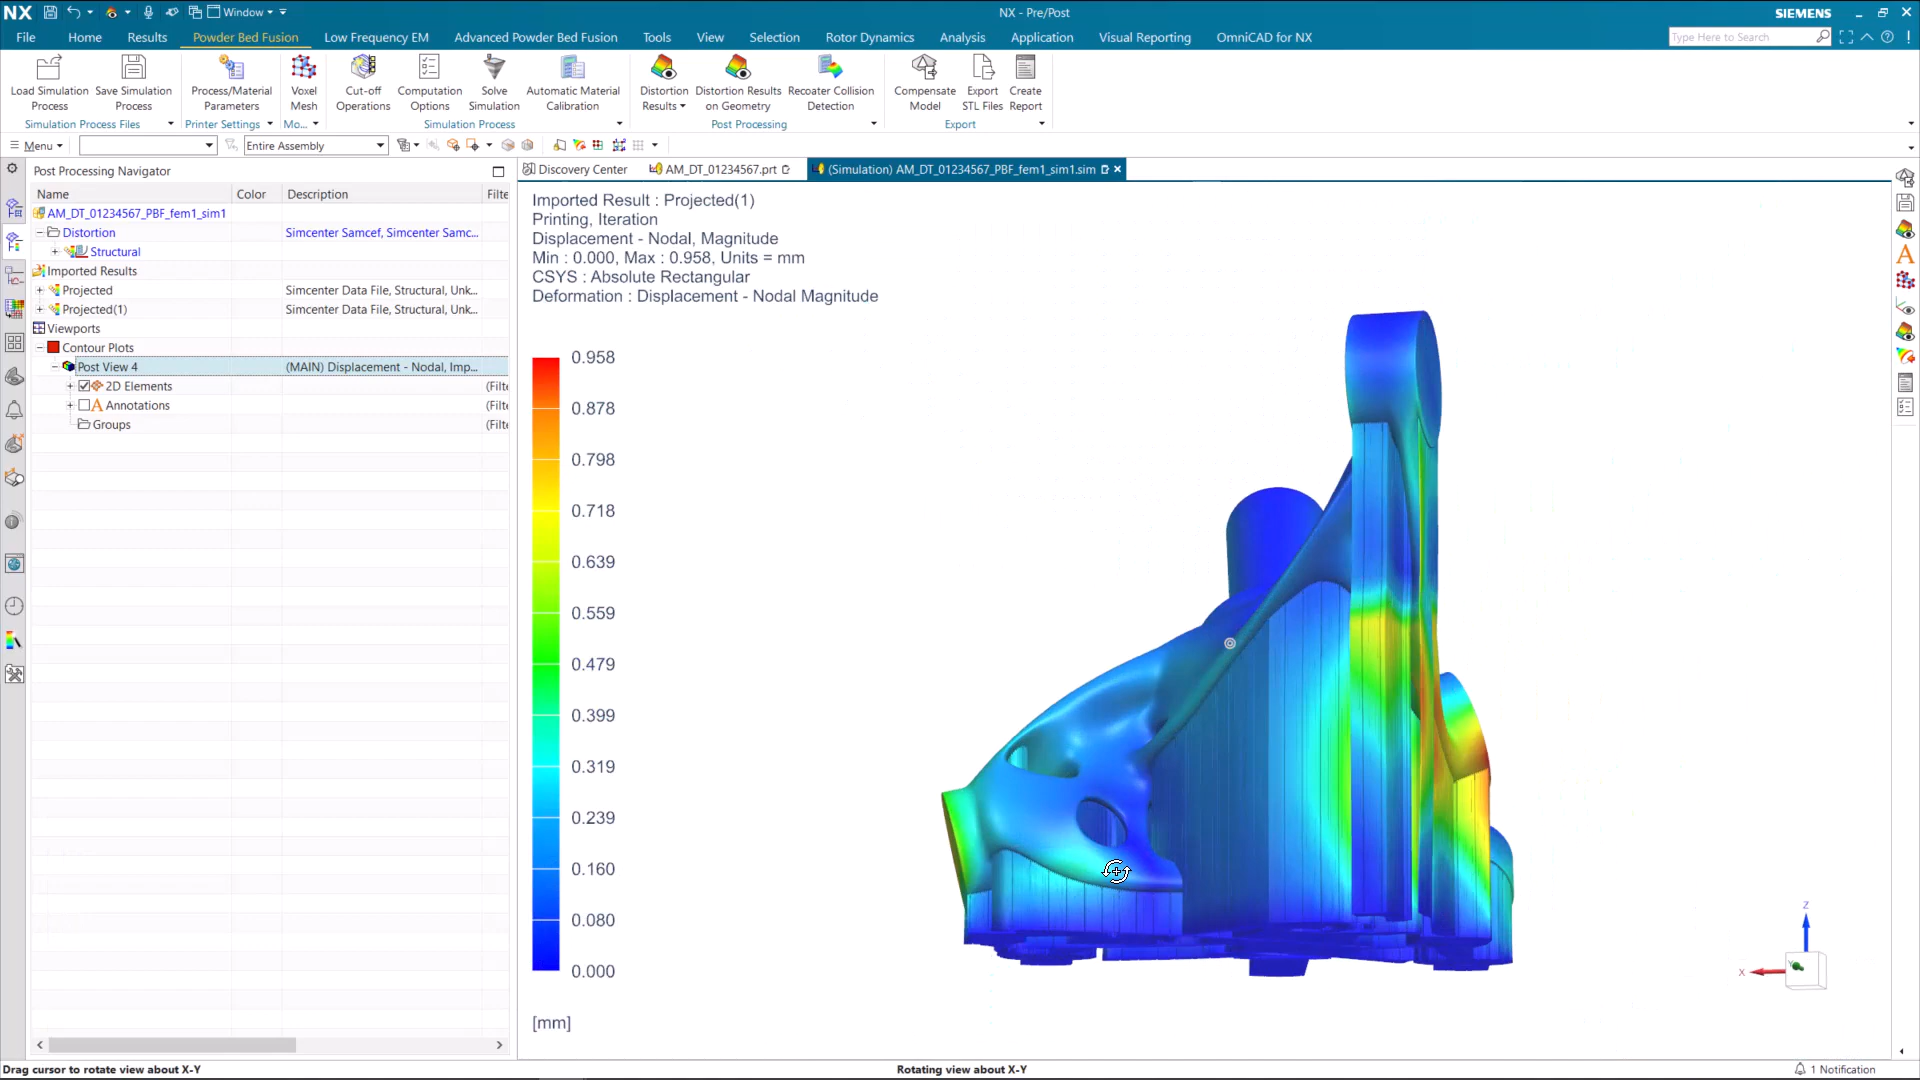 NX
Window
NX - Pre/Post
SIEMENS
File
Home
Results
Powder Bed Fusion
Low Frequency EM
Advanced Powder Bed Fusion
Tools
View
Selection
Rotor Dynamics
Analysis
Application
Visual Reporting
OmniCAD for NX
Type Here to Search
Load Simulation
Process
Save Simulation
Process
Process/Material
Parameters
Voxel
Mesh
Cut-off
Operations
Computation
Options
Solve
Simulation
Automatic Material
Calibration
Distortion
Results
Distortion Results
on Geometry
Recoater Collision
Detection
Compensate
Model
Export
STL Files
Create
Report
Simulation Process Files
Printer Settings
Mo...
Simulation Process
Post Processing
Export
Menu
Entire Assembly
Post Processing Navigator
Discovery Center
AM_DT_01234567.prt
(Simulation) AM_DT_01234567_PBF_fem1_sim1.sim
Name
Color
Description
Filte
AM_DT_01234567_PBF_fem1_sim1
Distortion
Simcenter Samcef, Simcenter Samc...
Structural
Imported Results
Projected
Simcenter Data File, Structural, Unk...
Projected(1)
Simcenter Data File, Structural, Unk...
Viewports
Contour Plots
Post View 4
(MAIN) Displacement - Nodal, Imp...
2D Elements
(Filte
Annotations
(Filte
Groups
(Filte
Imported Result : Projected(1)
Printing, Iteration
Displacement - Nodal, Magnitude
Min : 0.000, Max : 0.958, Units = mm
CSYS : Absolute Rectangular
Deformation : Displacement - Nodal Magnitude
0.958
0.878
0.798
0.718
0.639
0.559
0.479
0.399
0.319
0.239
0.160
0.080
0.000
[mm]
Z
X
Y
Drag cursor to rotate view about X-Y
Rotating view about X-Y
1 Notification